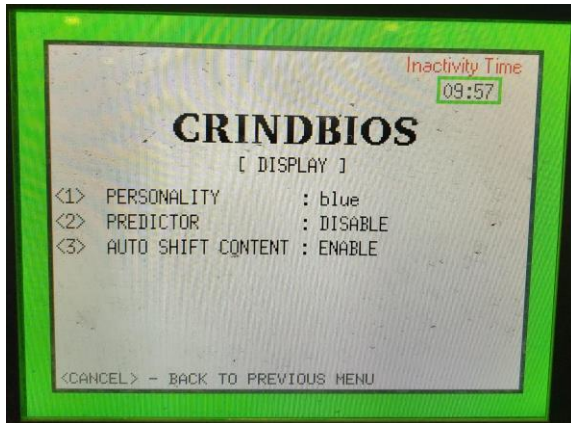 Inactivity Time
09:57
CRINDBIOS
[ DISPLAY ]
<1> PERSONALITY : blue
<2> PREDICTOR : DISABLE
<3> AUTO SHIFT CONTENT : ENABLE
<CANCEL> - BACK TO PREVIOUS MENU